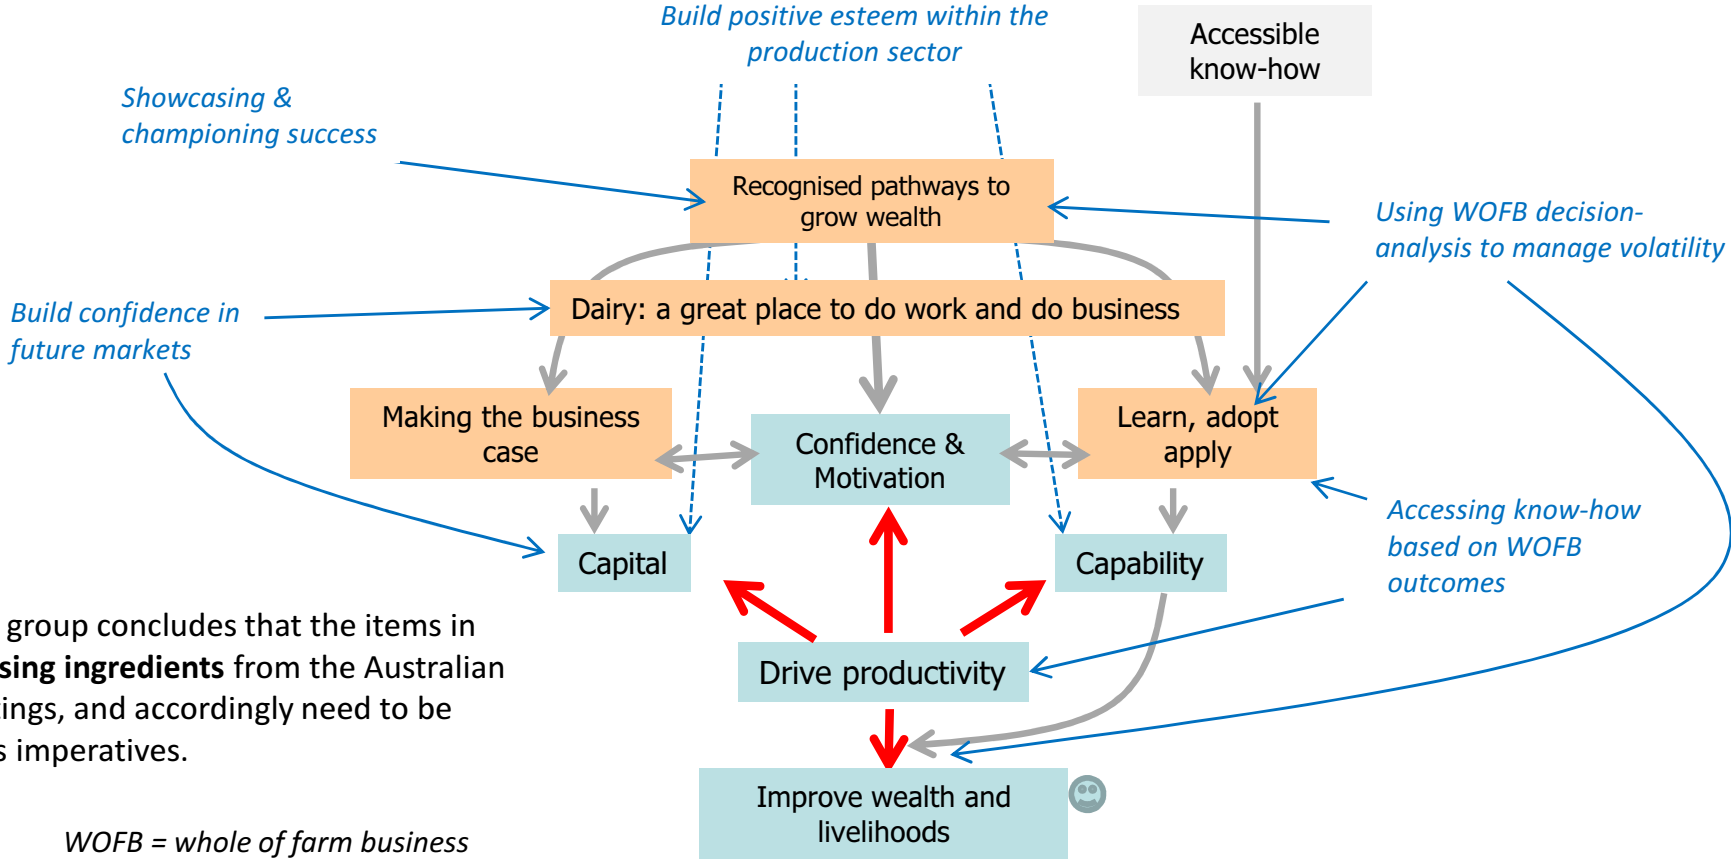 Build positive esteem within the
production sector
Accessible
know-how
Showcasing &
championing success
Recognised pathways to
grow wealth
Using WOFB decision-
analysis to manage volatility
Build confidence in
future markets
Dairy: a great place to do work and do business
Making the business
case
Confidence &
Motivation
Learn, adopt
apply
Accessing know-how
based on WOFB
outcomes
Capital
Capability
group concludes that the items in
sing ingredients from the Australian
tings, and accordingly need to be
s imperatives.
Drive productivity
Improve wealth and
livelihoods
WOFB = whole of farm business